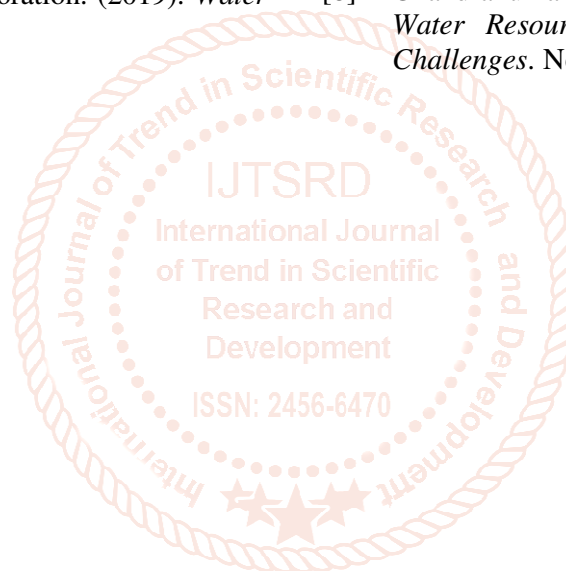 oration. (2019). Water
Water Resour
Challenges. N
International Journal of Trend in Scientific Research and Development
IJTSRD
International Journal
of Trend in Scientific
Research and
Development
ISSN: 2456-6470